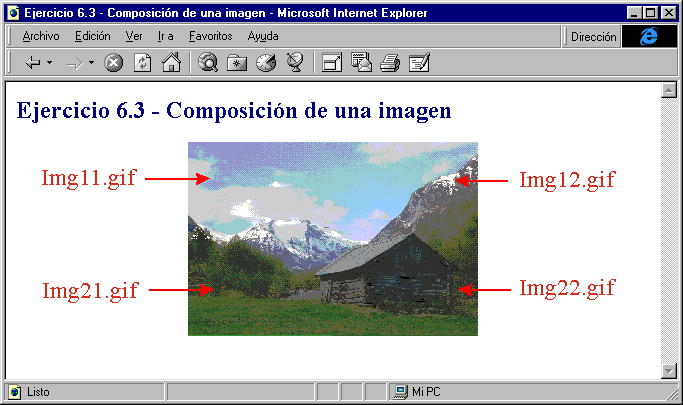 Ejercicio 6.3 - Composición de una imagen - Microsoft Internet Explorer
Archivo Edición Ver Ir a Favoritos Ayuda Dirección
Ejercicio 6.3 - Composición de una imagen
Img11.gif Img12.gif
Img21.gif Img22.gif
Listo Mi PC